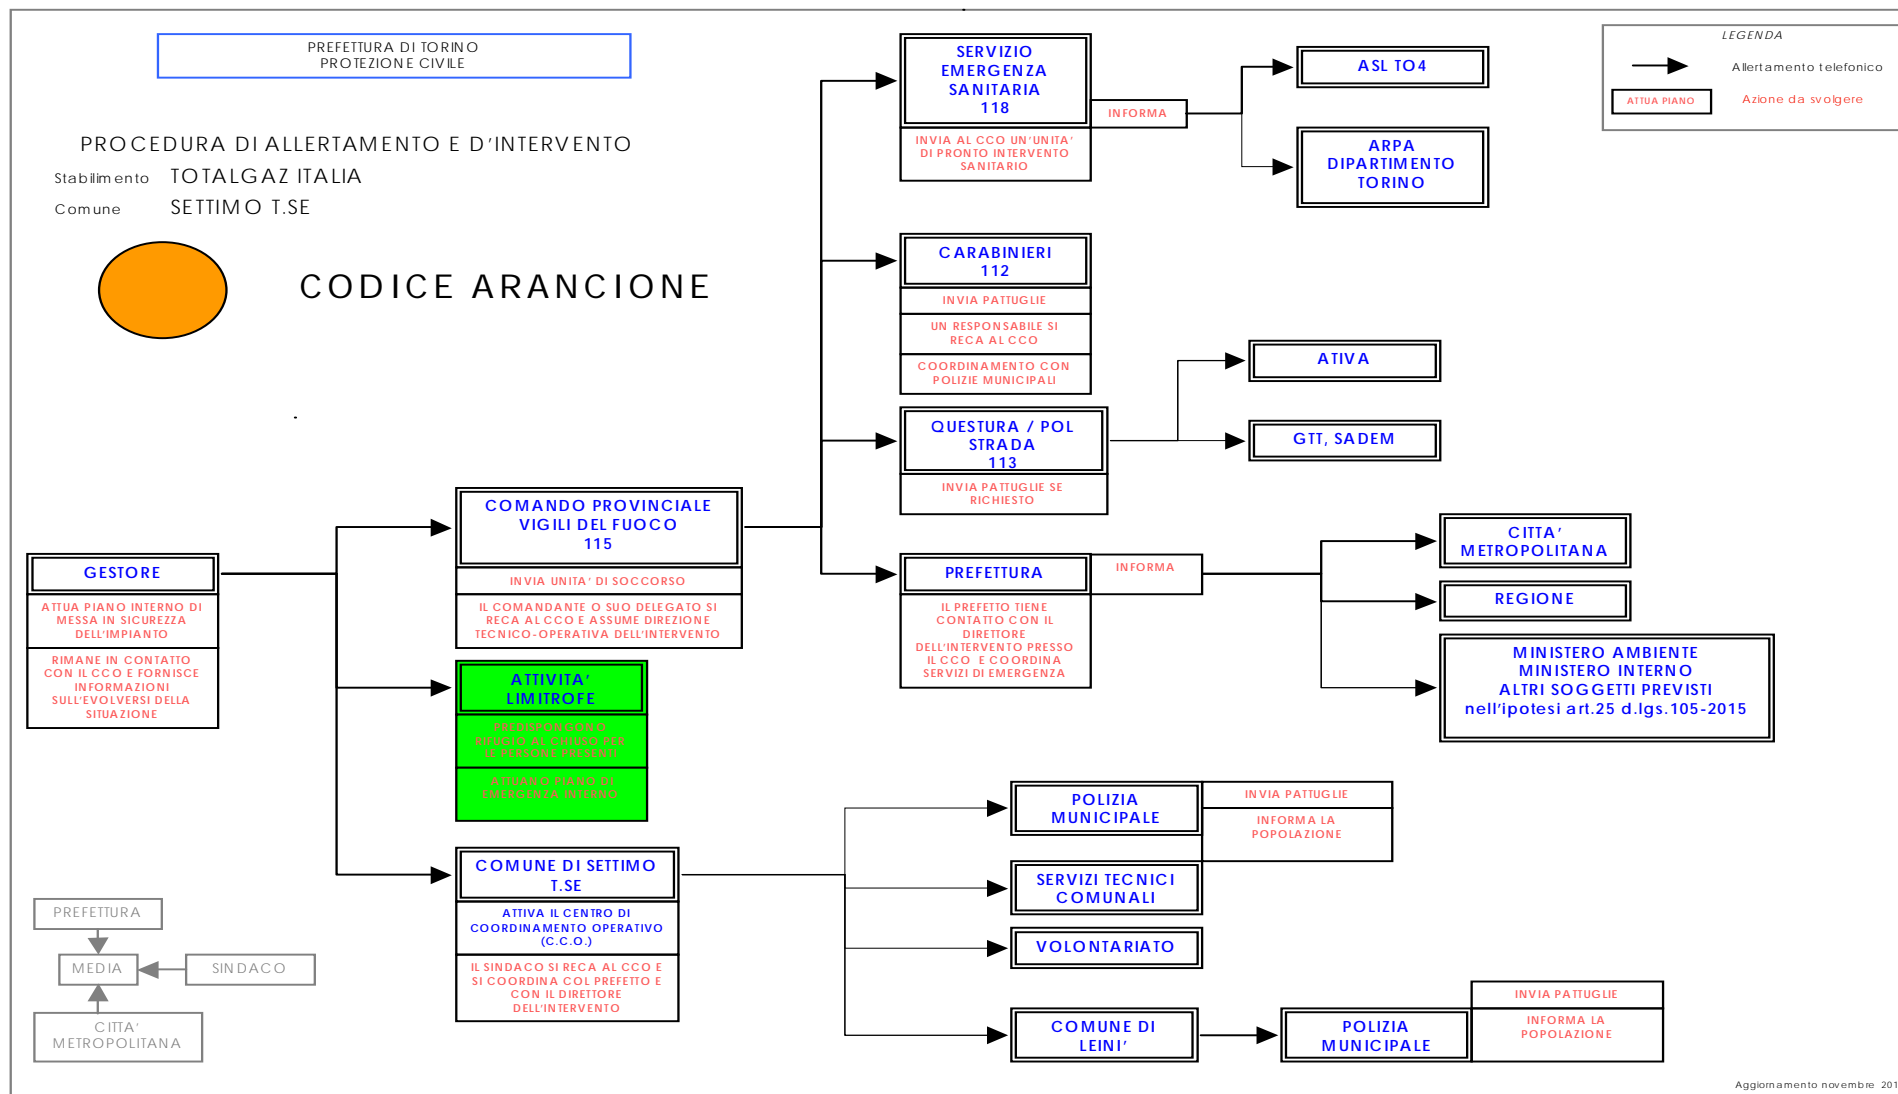 PREFETTURA DI TORINO
PROTEZIONE CIVILE
PROCEDURA DI ALLERTAMENTO E D'INTERVENTO
Stabilimento TOTALGAZ ITALIA
Comune SETTIMO T.SE
CODICE ARANCIONE
LEGENDA
Allertamento telefonico
ATTUA PIANO
Azione da svolgere
SERVIZIO
EMERGENZA
SANITARIA
118
INFORMA
INVIA AL CCO UN'UNITA'
DI PRONTO INTERVENTO
SANITARIO
ASL TO4
ARPA
DIPARTIMENTO
TORINO
CARABINIERI
112
INVIA PATTUGLIE
UN RESPONSABILE SI
RECA AL CCO
COORDINAMENTO CON
POLIZIE MUNICIPALI
QUESTURA / POL
STRADA
113
INVIA PATTUGLIE SE
RICHIESTO
ATIVA
GTT, SADEM
COMANDO PROVINCIALE
VIGILI DEL FUOCO
115
INVIA UNITA' DI SOCCORSO
IL COMANDANTE O SUO DELEGATO SI
RECA AL CCO E ASSUME DIREZIONE
TECNICO-OPERATIVA DELL'INTERVENTO
GESTORE
ATTUA PIANO INTERNO DI
MESSA IN SICUREZZA
DELL'IMPIANTO
RIMANE IN CONTATTO
CON IL CCO E FORNISCE
INFORMAZIONI
SULL'EVOLVERSI DELLA
SITUAZIONE
PREFETTURA
INFORMA
IL PREFETTO TIENE
CONTATTO CON IL
DIRETTORE
DELL'INTERVENTO PRESSO
IL CCO E COORDINA
SERVIZI DI EMERGENZA
CITTA'
METROPOLITANA
REGIONE
MINISTERO AMBIENTE
MINISTERO INTERNO
ALTRI SOGGETTI PREVISTI
nell'ipotesi art.25 d.lgs.105-2015
ATTIVITA'
LIMITROFE
PREDISPONGONO
RIFUGIO AL CHIUSO PER
LE PERSONE PRESENTI
ATTUANO PIANO DI
EMERGENZA INTERNO
COMUNE DI SETTIMO
T.SE
ATTIVA IL CENTRO DI
COORDINAMENTO OPERATIVO
(C.C.O.)
IL SINDACO SI RECA AL CCO E
SI COORDINA COL PREFETTO E
CON IL DIRETTORE
DELL'INTERVENTO
POLIZIA
MUNICIPALE
INVIA PATTUGLIE
INFORMA LA
POPOLAZIONE
SERVIZI TECNICI
COMUNALI
VOLONTARIATO
COMUNE DI
LEINI'
POLIZIA
MUNICIPALE
INVIA PATTUGLIE
INFORMA LA
POPOLAZIONE
PREFETTURA
MEDIA
SINDACO
CITTA'
METROPOLITANA
Aggiornamento novembre 201